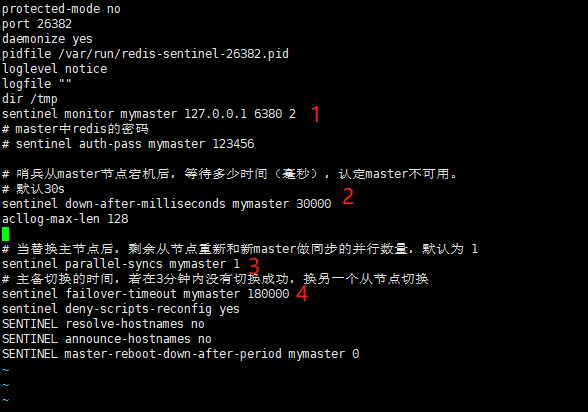 protected-mode no
port 26382
daemonize yes
pidfile /var/run/redis-sentinel-26382.pid
loglevel notice
logfile ""
dir /tmp
sentinel monitor mymaster 127.0.0.1 6380 2 1
# master中redis的密码
# sentinel auth-pass mymaster 123456
# 哨兵从master节点宕机后，等待多少时间（毫秒），认定master不可用。
# 默认30s
sentinel down-after-milliseconds mymaster 30000 2
acllog-max-len 128
# 当替换主节点后，剩余从节点重新和新master做同步的并行数量，默认为 1
sentinel parallel-syncs mymaster 1 3
# 主备切换的时间，若在3分钟内没有切换成功，换另一个从节点切换
sentinel failover-timeout mymaster 180000 4
sentinel deny-scripts-reconfig yes
SENTINEL resolve-hostnames no
SENTINEL announce-hostnames no
SENTINEL master-reboot-down-after-period mymaster 0
~
~
~